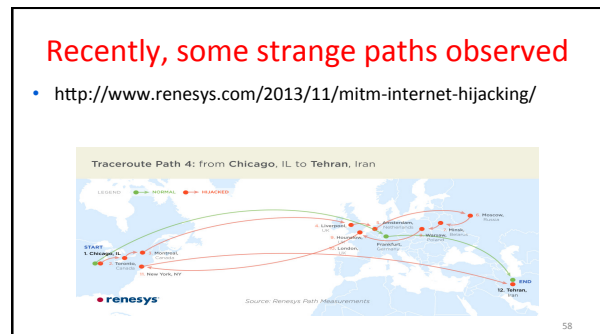 Recently, some strange paths observed
• http://www.renesys.com/2013/11/mitm-internet-hijacking/
Traceroute Path 4: from Chicago, IL to Tehran, Iran
LEGEND NORMAL HIJACKED
START
1. Chicago, IL
2. Toronto,
Canada
3. Montreal,
Canada
11. New York, NY
Liverpool,
UK
Hounslow,
UK
London,
UK
Amsterdam,
Netherlands
Frankfurt,
Germany
Warsaw,
Poland
Minsk,
Belarus
Moscow,
Russia
END
12. Tehran,
Iran
renesys
Source: Renesys Path Measurements
58